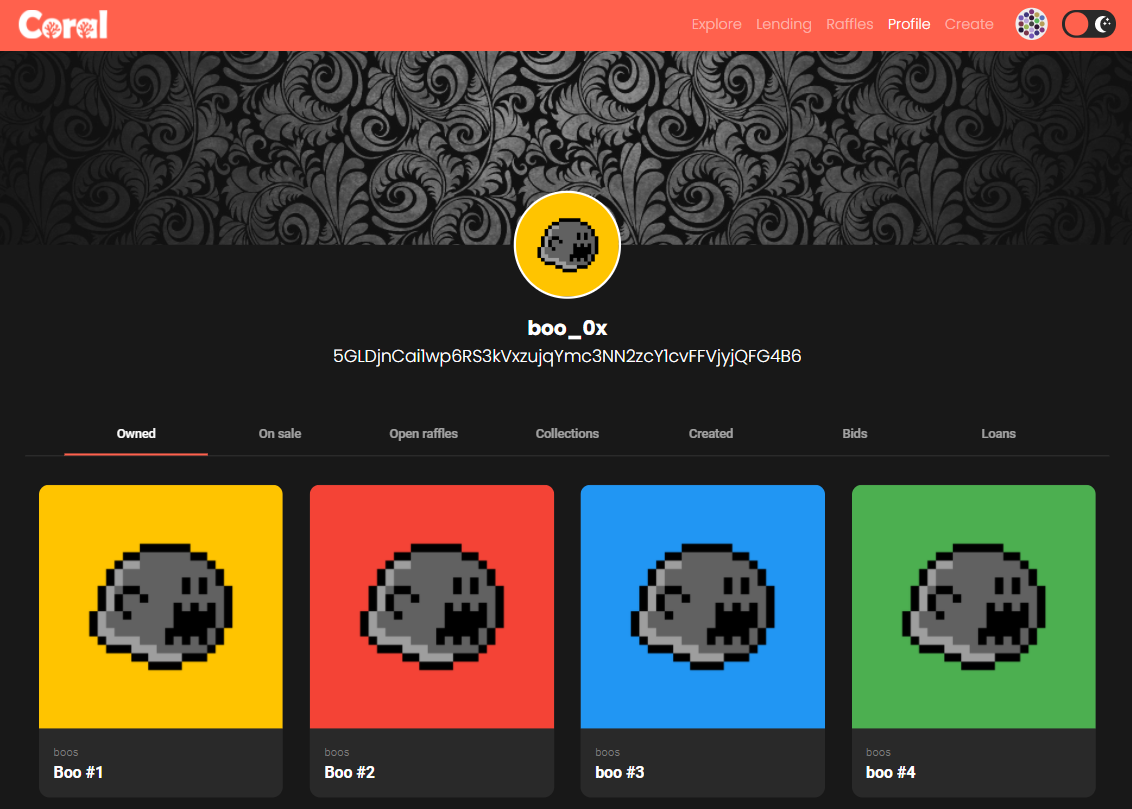 Coral
Explore Lending Raffles Profile Create
boo_0x
5GLDjnCai1wp6RS3kVxzujqYmc3NN2zcY1cvFFVjyjQFG4B6
Owned On sale Open raffles Collections Created Bids Loans
boos boos boos boos
Boo #1 Boo #2 boo #3 boo #4